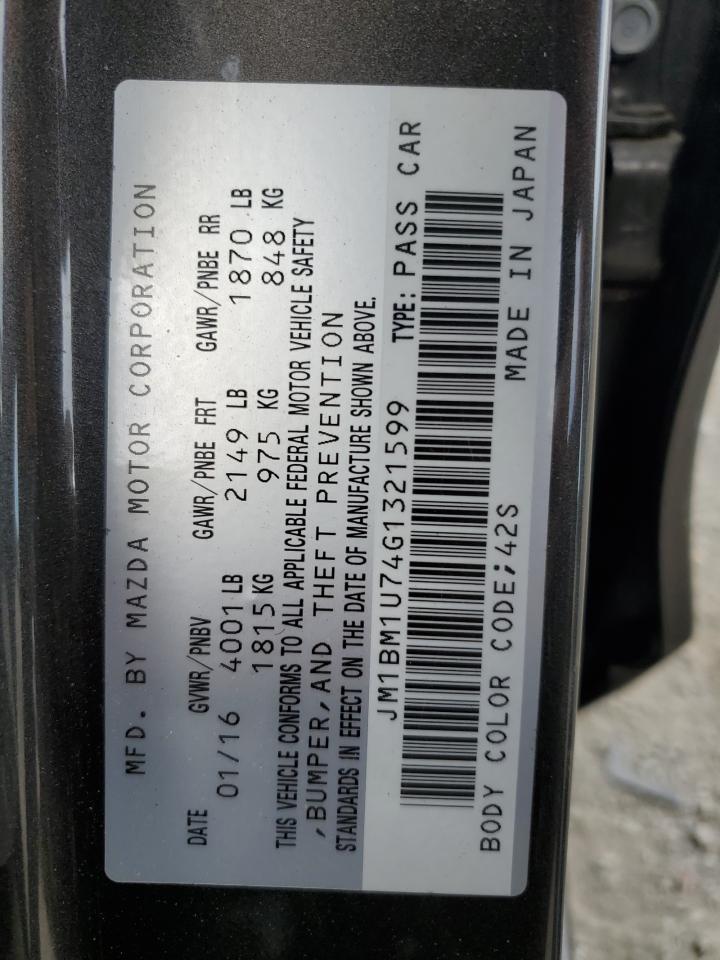 MFD. BY MAZDA MOTOR CORPORATION
DATE GVWR/PNBV GAWR/PNBE FRT GAWR/PNBE RR
01/16 4001 LB 2149 LB 1870 LB
1815 KG 975 KG 848 KG
THIS VEHICLE CONFORMS TO ALL APPLICABLE FEDERAL MOTOR VEHICLE SAFETY
,BUMPER,AND THEFT PREVENTION
STANDARDS IN EFFECT ON THE DATE OF MANUFACTURE SHOWN ABOVE.
JM1BM1U74G1321599 TYPE: PASS CAR
BODY COLOR CODE;42S MADE IN JAPAN